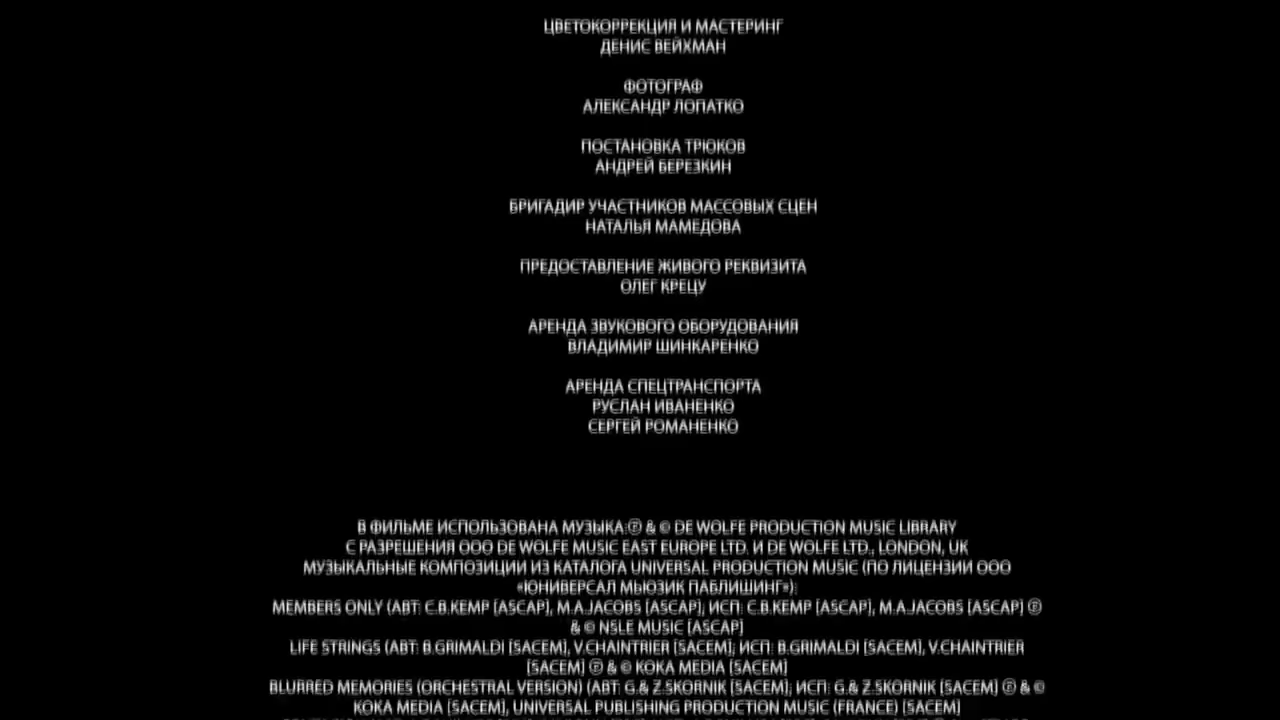 ЦВЕТОКОРРЕКЦИЯ И МАСТЕРИНГ
ДЕНИС ВЕЙХМАН
ФОТОГРАФ
АЛЕКСАНДР ЛОПАТКО
ПОСТАНОВКА ТРЮКОВ
АНДРЕЙ БЕРЕЗКИН
БРИГАДИР УЧАСТНИКОВ МАССОВЫХ СЦЕН
НАТАЛЬЯ МАМЕДОВА
ПРЕДОСТАВЛЕНИЕ ЖИВОГО РЕКВИЗИТА
ОЛЕГ КРЕЦУ
АРЕНДА ЗВУКОВОГО ОБОРУДОВАНИЯ
ВЛАДИМИР ШИНКАРЕНКО
АРЕНДА СПЕЦТРАНСПОРТА
РУСЛАН ИВАНЕНКО
СЕРГЕЙ РОМАНЕНКО
В ФИЛЬМЕ ИСПОЛЬЗОВАНА МУЗЫКА:℗ & © DE WOLFE PRODUCTION MUSIC LIBRARY
С РАЗРЕШЕНИЯ ООО DE WOLFE MUSIC EAST EUROPE LTD. И DE WOLFE LTD., LONDON, UK
МУЗЫКАЛЬНЫЕ КОМПОЗИЦИИ ИЗ КАТАЛОГА UNIVERSAL PRODUCTION MUSIC (ПО ЛИЦЕНЗИИ ООО
«ЮНИВЕРСАЛ МЬЮЗИК ПАБЛИШИНГ»):
MEMBERS ONLY (АВТ: C.B.KEMP [ASCAP], M.A.JACOBS [ASCAP]; ИСП: C.B.KEMP [ASCAP], M.A.JACOBS [ASCAP] ℗
& © NSLE MUSIC [ASCAP]
LIFE STRINGS (АВТ: B.GRIMALDI [SACEM], V.CHAINTRIER [SACEM]; ИСП: B.GRIMALDI [SACEM], V.CHAINTRIER
[SACEM] ℗ & © KOKA MEDIA [SACEM]
BLURRED MEMORIES (ORCHESTRAL VERSION) (АВТ: G.& Z.SKORNIK [SACEM]; ИСП: G.& Z.SKORNIK [SACEM] ℗ & ©
KOKA MEDIA [SACEM], UNIVERSAL PUBLISHING PRODUCTION MUSIC (FRANCE) [SACEM]